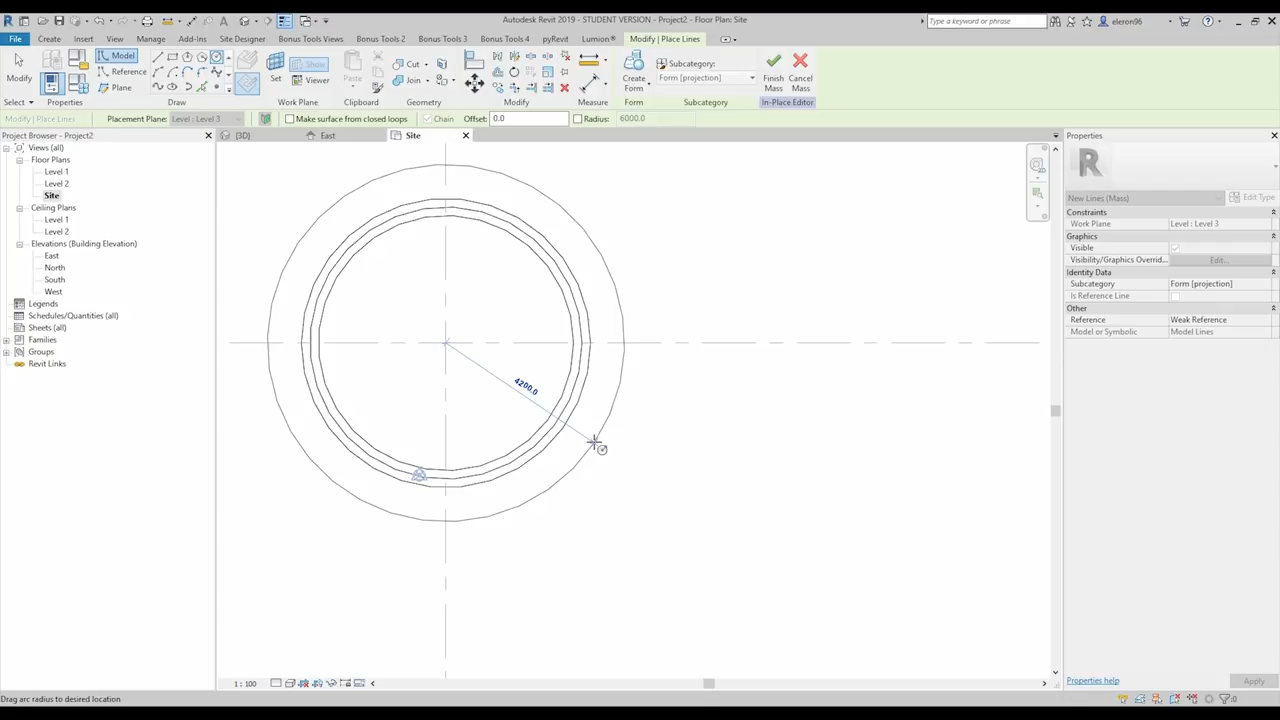 Autodesk Revit 2019 - STUDENT VERSION - Project2 - Floor Plan: Site
Type a keyword or phrase
eleron96
File
Create
Insert
View
Manage
Add-Ins
Site Designer
Bonus Tools Views
Bonus Tools 2
Bonus Tools 3
Bonus Tools 4
pyRevit
Lumion®
Modify | Place Lines
Modify
Model
Reference
Plane
Set
Show
Viewer
Paste
Cut
Join
Create
Form
Subcategory:
Form [projection]
Finish
Mass
Cancel
Mass
Select
Properties
Draw
Work Plane
Clipboard
Geometry
Modify
Measure
Form
Subcategory
In-Place Editor
Modify | Place Lines
Placement Plane:
Level : Level 3
Make surface from closed loops
Chain
Offset: 0.0
Radius:
6000.0
Project Browser - Project2
{3D}
East
Site
Properties
Views (all)
Floor Plans
Level 1
Level 2
Site
Ceiling Plans
Level 1
Level 2
Elevations (Building Elevation)
East
North
South
West
Legends
Schedules/Quantities (all)
Sheets (all)
Families
Groups
Revit Links
4200.0
New Lines (Mass)
Edit Type
Constraints
Work Plane
Level : Level 3
Graphics
Visible
Visibility/Graphics Overrid...
Edit...
Identity Data
Subcategory
Form [projection]
Is Reference Line
Other
Reference
Weak Reference
Model or Symbolic
Model Lines
1 : 100
Properties help
Apply
Drag arc radius to desired location
:0